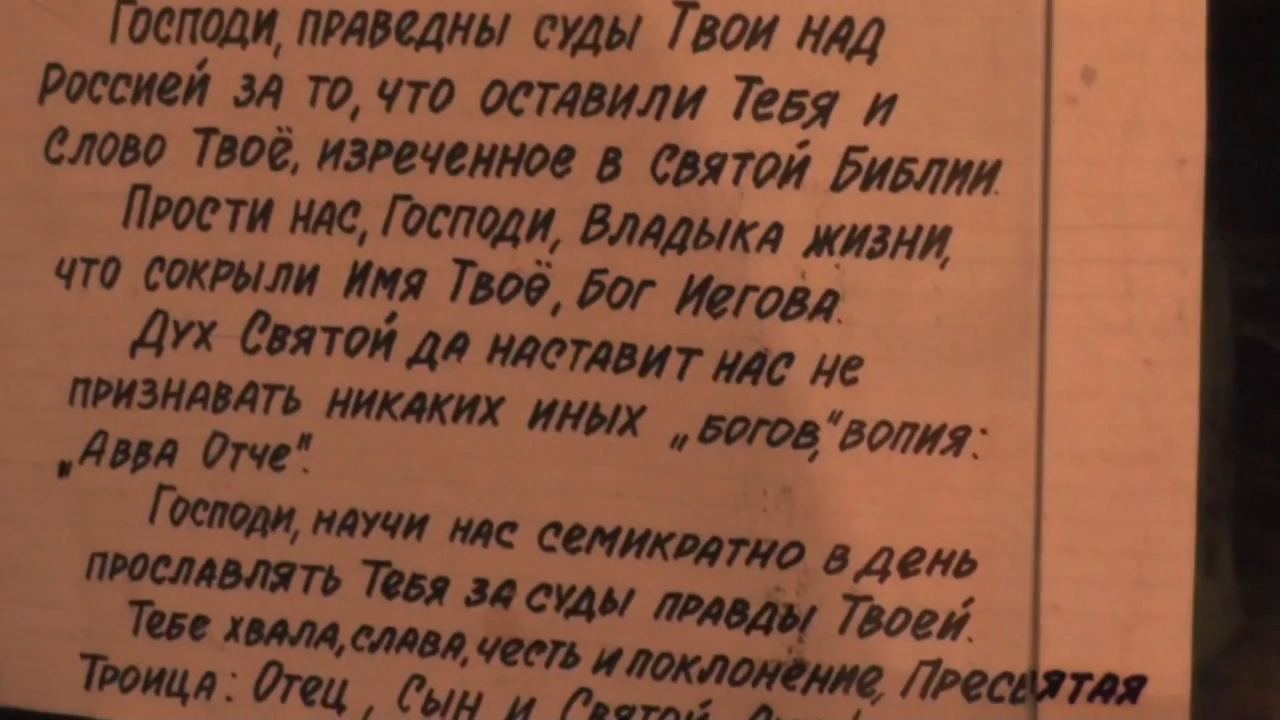 Господи, праведны суды Твои над
России за то, что оставили Тебя и
Слово Твоё, изреченное в Святой Библии.
Прости нас, Господи, Владыка жизни,
что сокрыли имя Твоё, Бог Иегова.
Дух Святой да наставит нас не
признавать никаких иных „богов," вопия:
„Авва Отче".
Господи, научи нас семикратно в день
прославлять Тебя за суды правды Твоей.
Тебе хвала, слава, честь и поклонение, Пресвятая
Троица: Отец, Сын и Святой